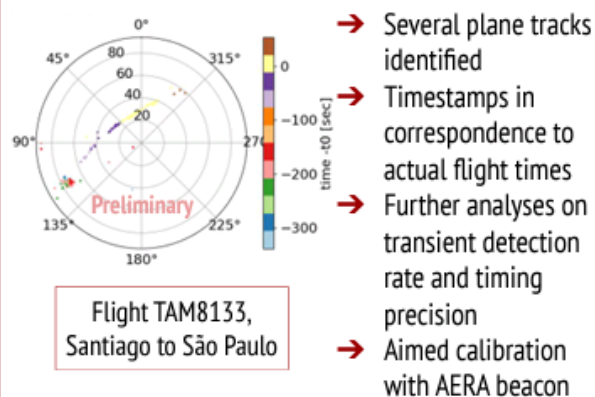 0°
45°
315°
80
60
40
20
90°
270
135°
225°
180°
Preliminary
0
−100
−200
−300
time -t0 [sec]
Flight TAM8133,
Santiago to São Paulo
➔ Several plane tracks
identified
➔ Timestamps in
correspondence to
actual flight times
➔ Further analyses on
transient detection
rate and timing
precision
➔ Aimed calibration
with AERA beacon